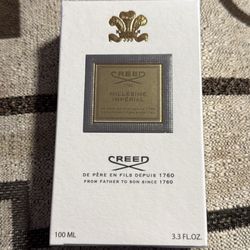 CREED
MILLESIME
IMPERIAL
CREED
DE PÈRE EN FILS DEPUIS 1760
FROM FATHER TO SON SINCE 1760
100 ML
3.3 FL.OZ.